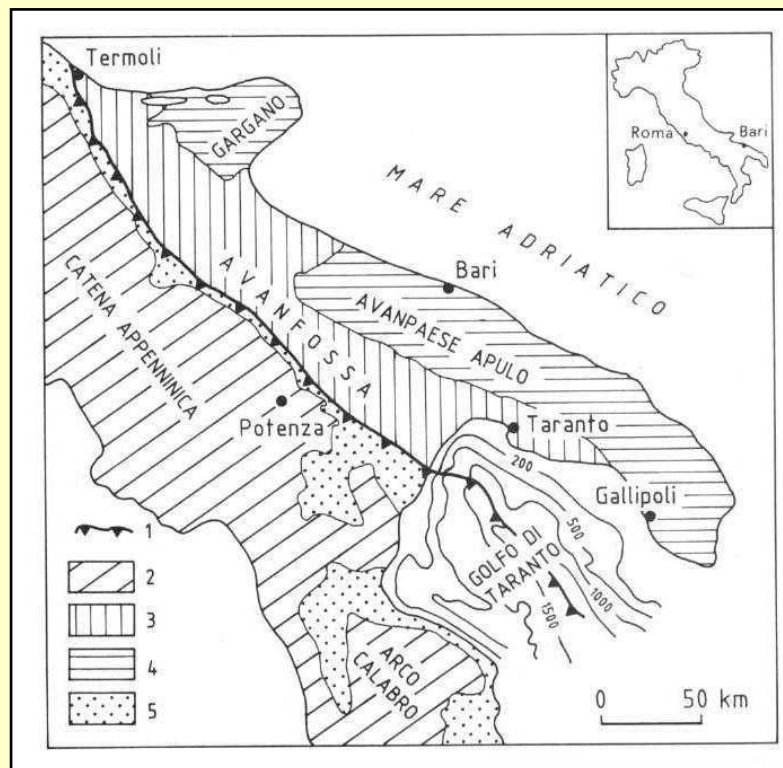 Termoli
GARGANO
Roma
Bari
MARE ADRIATICO
Bari
AVANFOSSA
AVANPAESE APULO
CATENA APPENNINICA
Potenza
Taranto
200
Gallipoli
500
GOLFO DI
TARANTO
1000
1500
ARCO
CALABRO
1
2
3
4
5
0 50 km